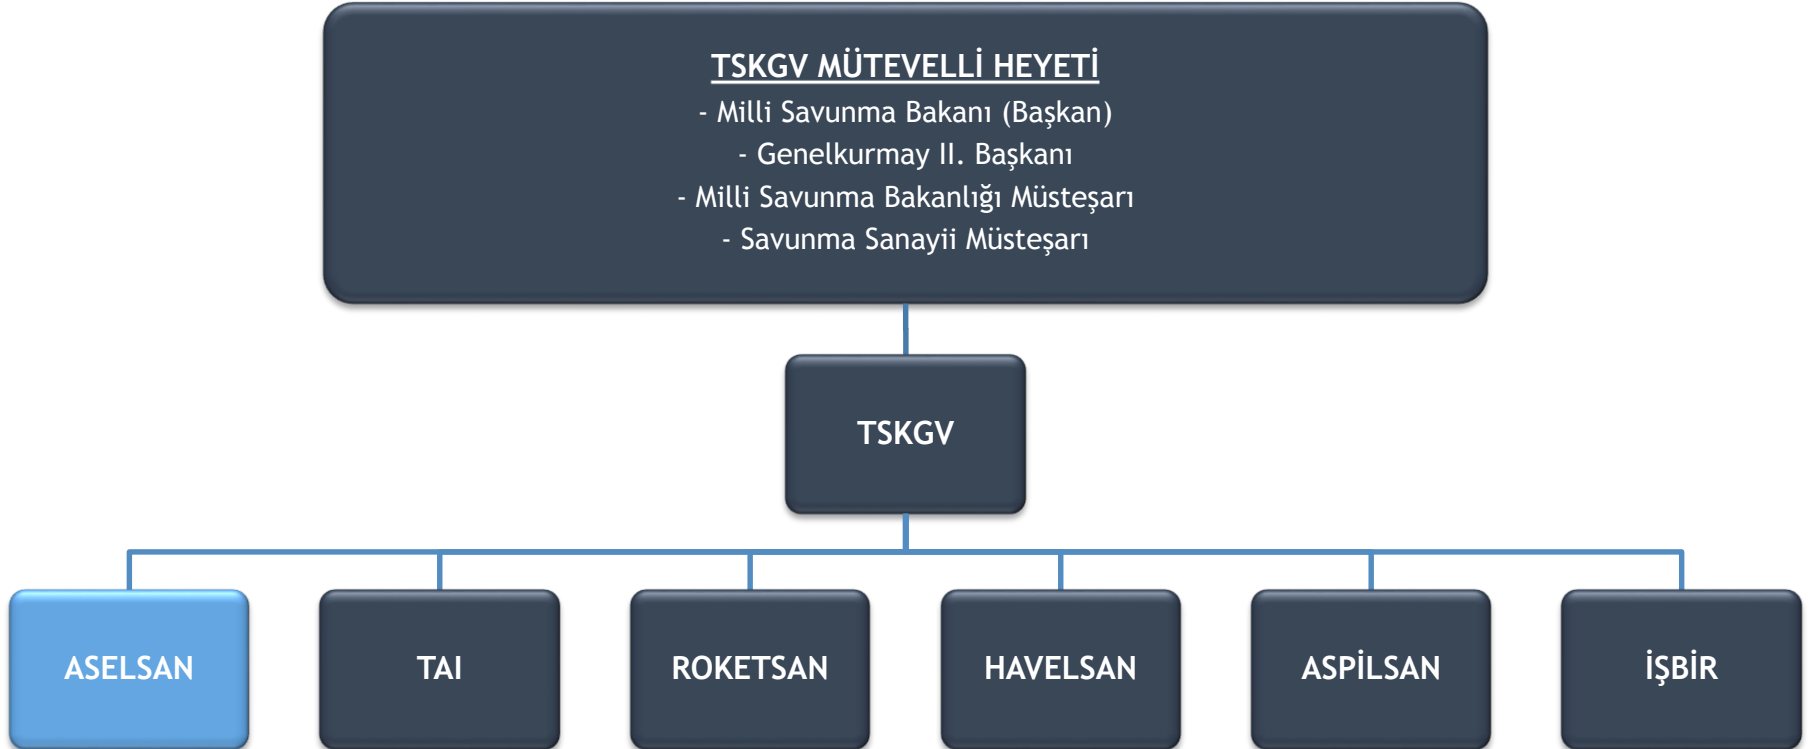 TSKGV MÜTEVELLİ HEYETİ
- Milli Savunma Bakanı (Başkan)
- Genelkurmay II. Başkanı
- Milli Savunma Bakanlığı Müsteşarı
- Savunma Sanayii Müsteşarı
TSKGV
ASELSAN
TAI
ROKETSAN
HAVELSAN
ASPİLSAN
İŞBİR